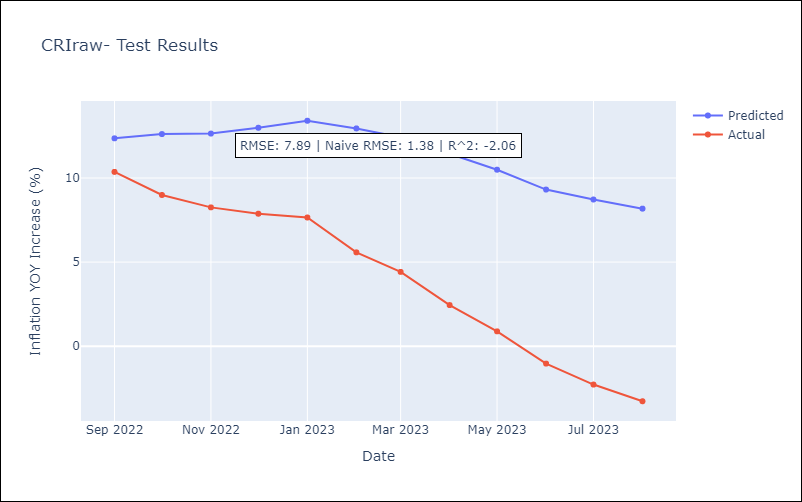 CRIraw- Test Results
Predicted
Actual
RMSE: 7.89 | Naive RMSE: 1.38 | R^2: -2.06
Inflation YOY Increase (%)
10
5
0
Sep 2022
Nov 2022
Jan 2023
Mar 2023
May 2023
Jul 2023
Date